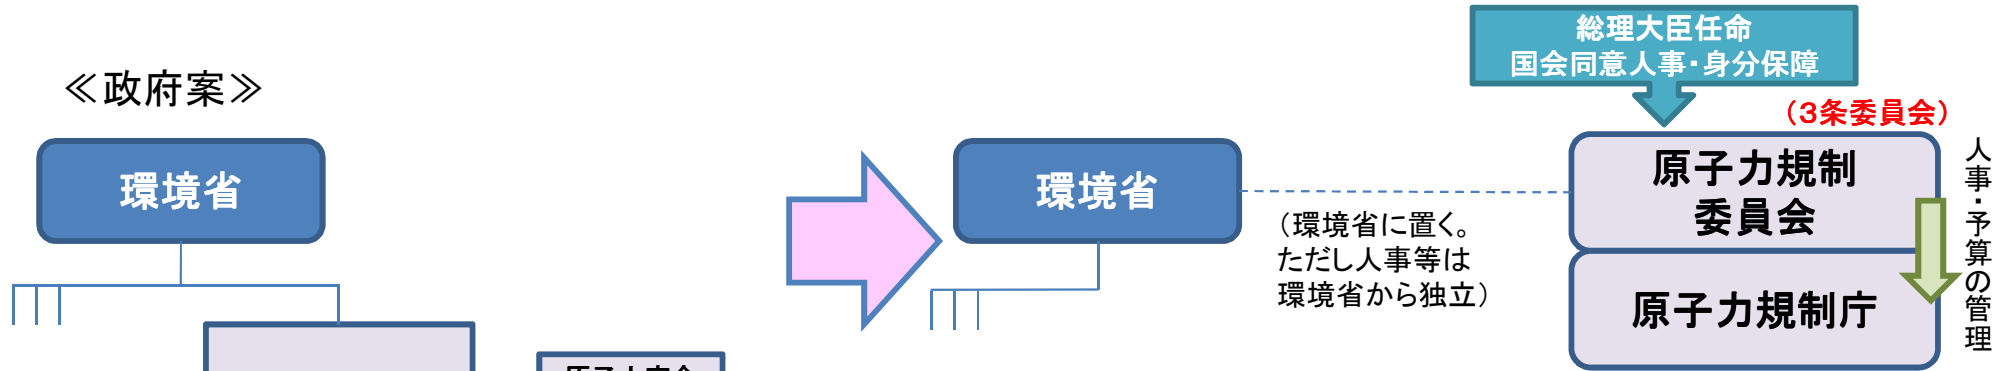 ≪政府案≫
環境省
環境省
（環境省に置く。
ただし人事等は
環境省から独立）
総理大臣任命
国会同意人事・身分保障
（３条委員会）
原子力規制
委員会
原子力規制庁
人事・予算の管理